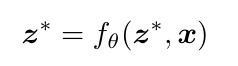 z* = f_θ(z*, x)